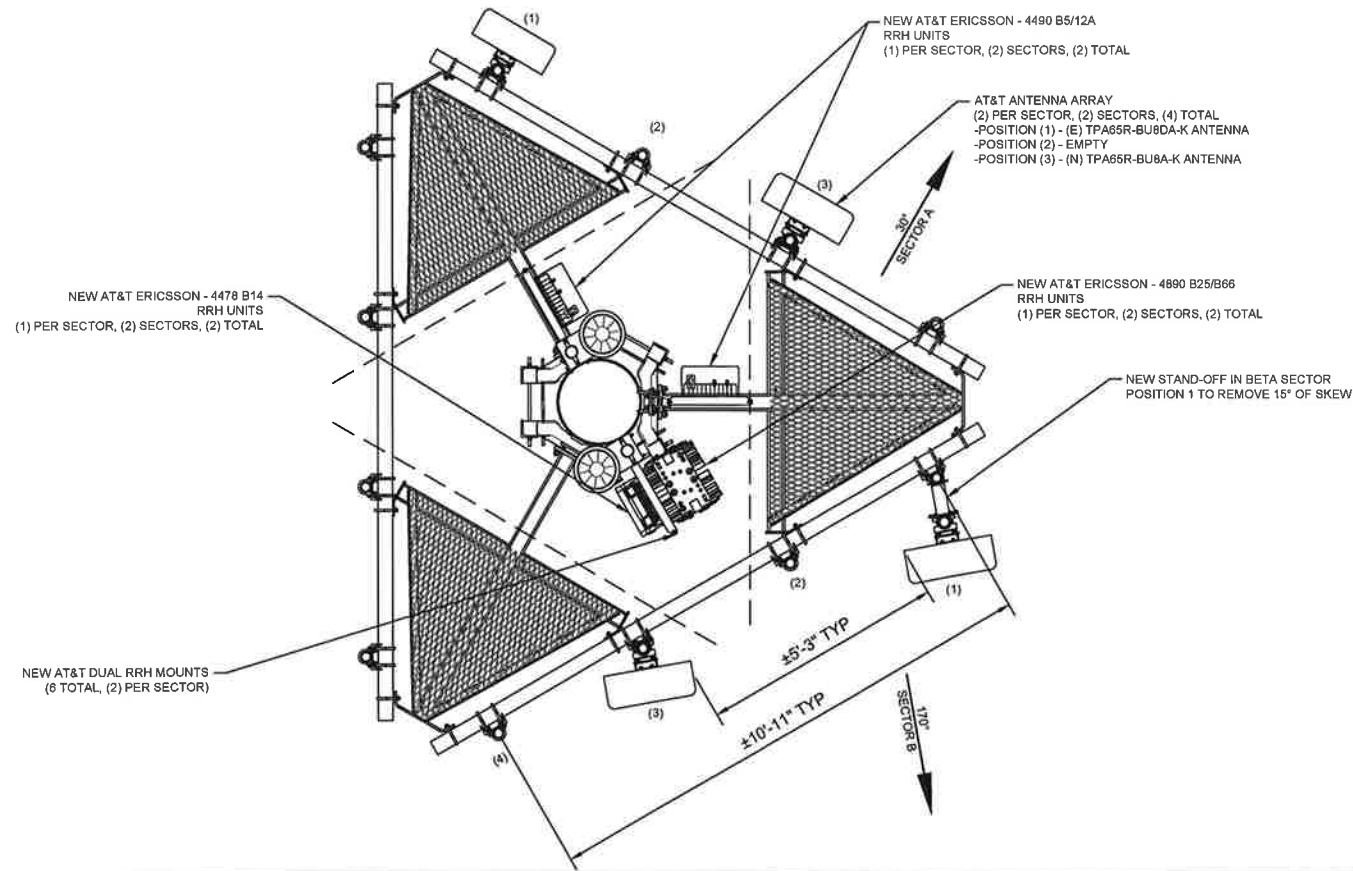 (1)
NEW AT&T ERICSSON - 4490 B5/12A
RRH UNITS
(1) PER SECTOR, (2) SECTORS, (2) TOTAL
AT&T ANTENNA ARRAY
(2) PER SECTOR, (2) SECTORS, (4) TOTAL
-POSITION (1) - (E) TPA65R-BU8DA-K ANTENNA
-POSITION (2) - EMPTY
-POSITION (3) - (N) TPA65R-BU8A-K ANTENNA
(2)
(3)
30°
SECTOR A
NEW AT&T ERICSSON - 4478 B14
RRH UNITS
(1) PER SECTOR, (2) SECTORS, (2) TOTAL
NEW AT&T ERICSSON - 4890 B25/B66
RRH UNITS
(1) PER SECTOR, (2) SECTORS, (2) TOTAL
NEW STAND-OFF IN BETA SECTOR
POSITION 1 TO REMOVE 15° OF SKEW
(2)
(1)
±5'-3" TYP
NEW AT&T DUAL RRH MOUNTS
(6 TOTAL, (2) PER SECTOR)
(3)
±10'-11" TYP
170°
SECTOR B
(4)